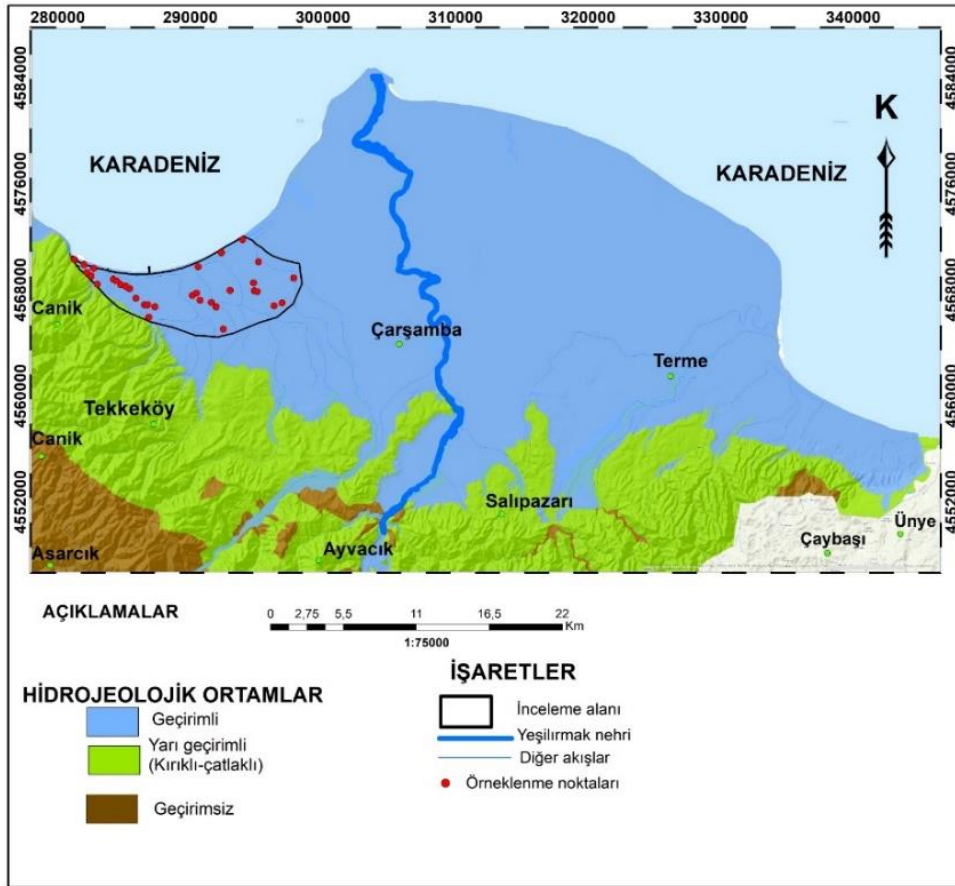 280000 290000 300000 310000 320000 330000 340000
4584000
4576000
4568000
4560000
4552000
4584000
4576000
4568000
4560000
4552000
K
KARADENİZ
KARADENİZ
Canik
Çarşamba
Terme
Tekkeköy
Canik
Salıpazarı
Ünye
Çaybaşı
Asarcık
Ayvacık
AÇIKLAMALAR
0 2,75 5,5 11 16,5 22
Km
1:75000
HİDROJEOLOJİK ORTAMLAR
Geçirimli
Yarı geçirimli
(Kırıklı-çatlaklı)
Geçirimsiz
İŞARETLER
İnceleme alanı
Yeşilırmak nehri
Diğer akışlar
Örneklenme noktaları